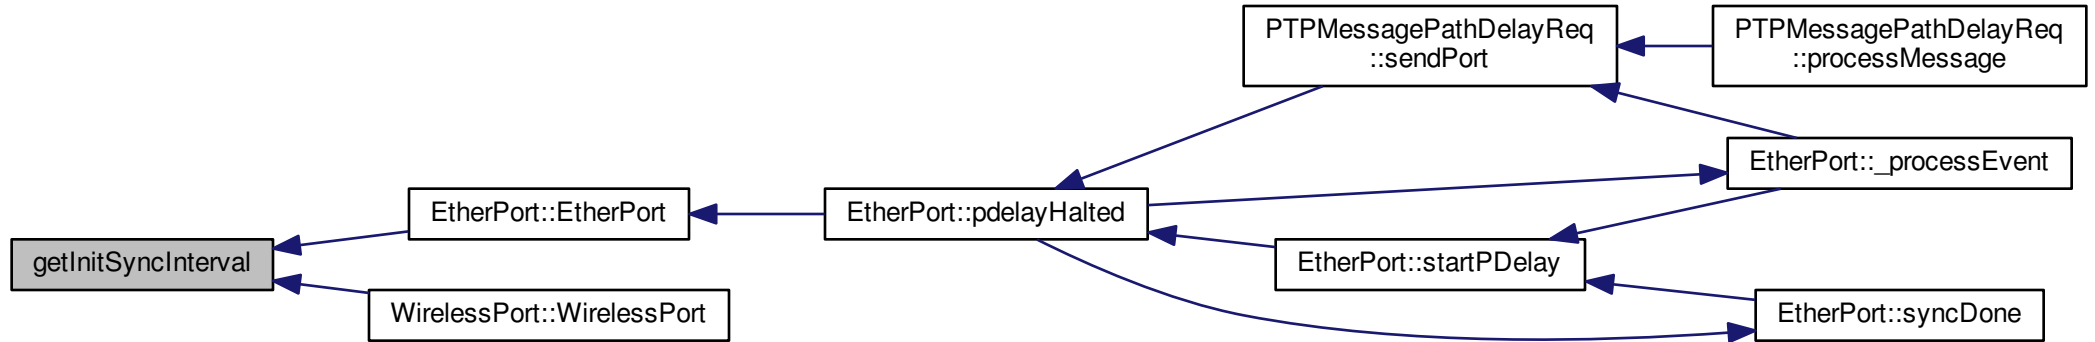 PTPMessagePathDelayReq
::sendPort
PTPMessagePathDelayReq
::processMessage
EtherPort::_processEvent
EtherPort::EtherPort
EtherPort::pdelayHalted
getInitSyncInterval
EtherPort::startPDelay
WirelessPort::WirelessPort
EtherPort::syncDone